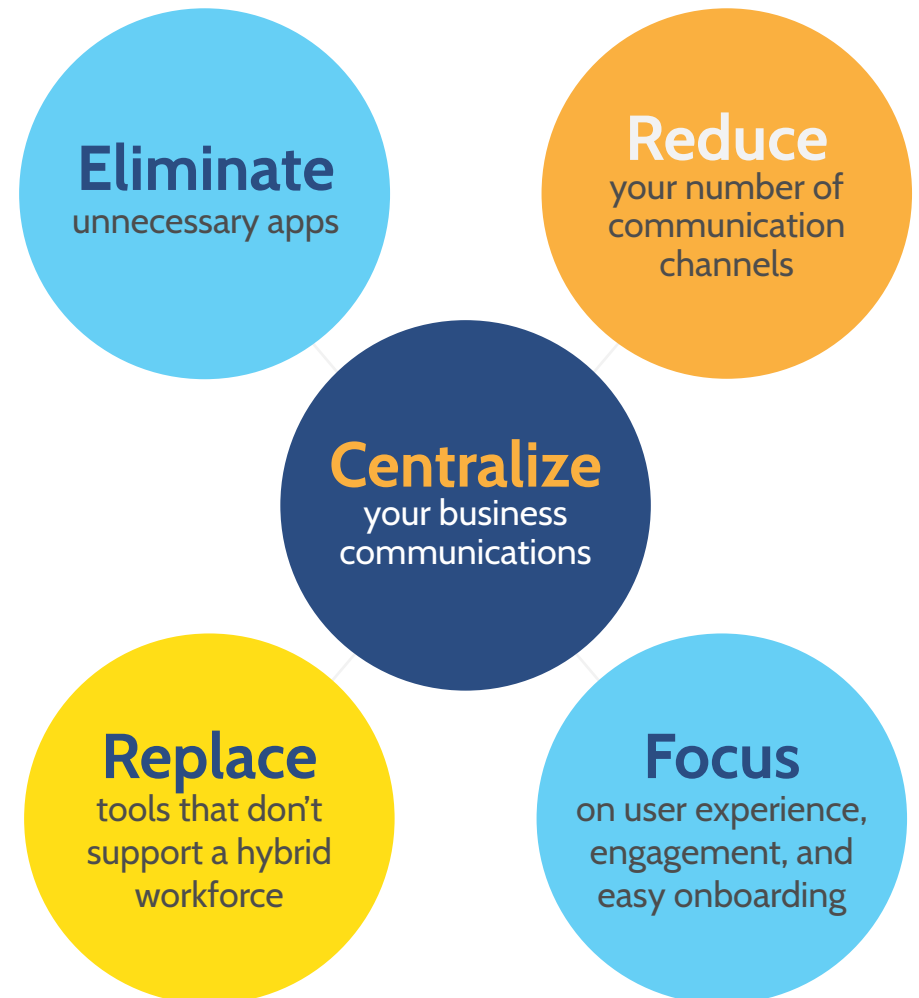 Eliminate
unnecessary apps
Reduce
your number of
communication
channels
Centralize
your business
communications
Replace
tools that don’t
support a hybrid
workforce
Focus
on user experience,
engagement, and
easy onboarding